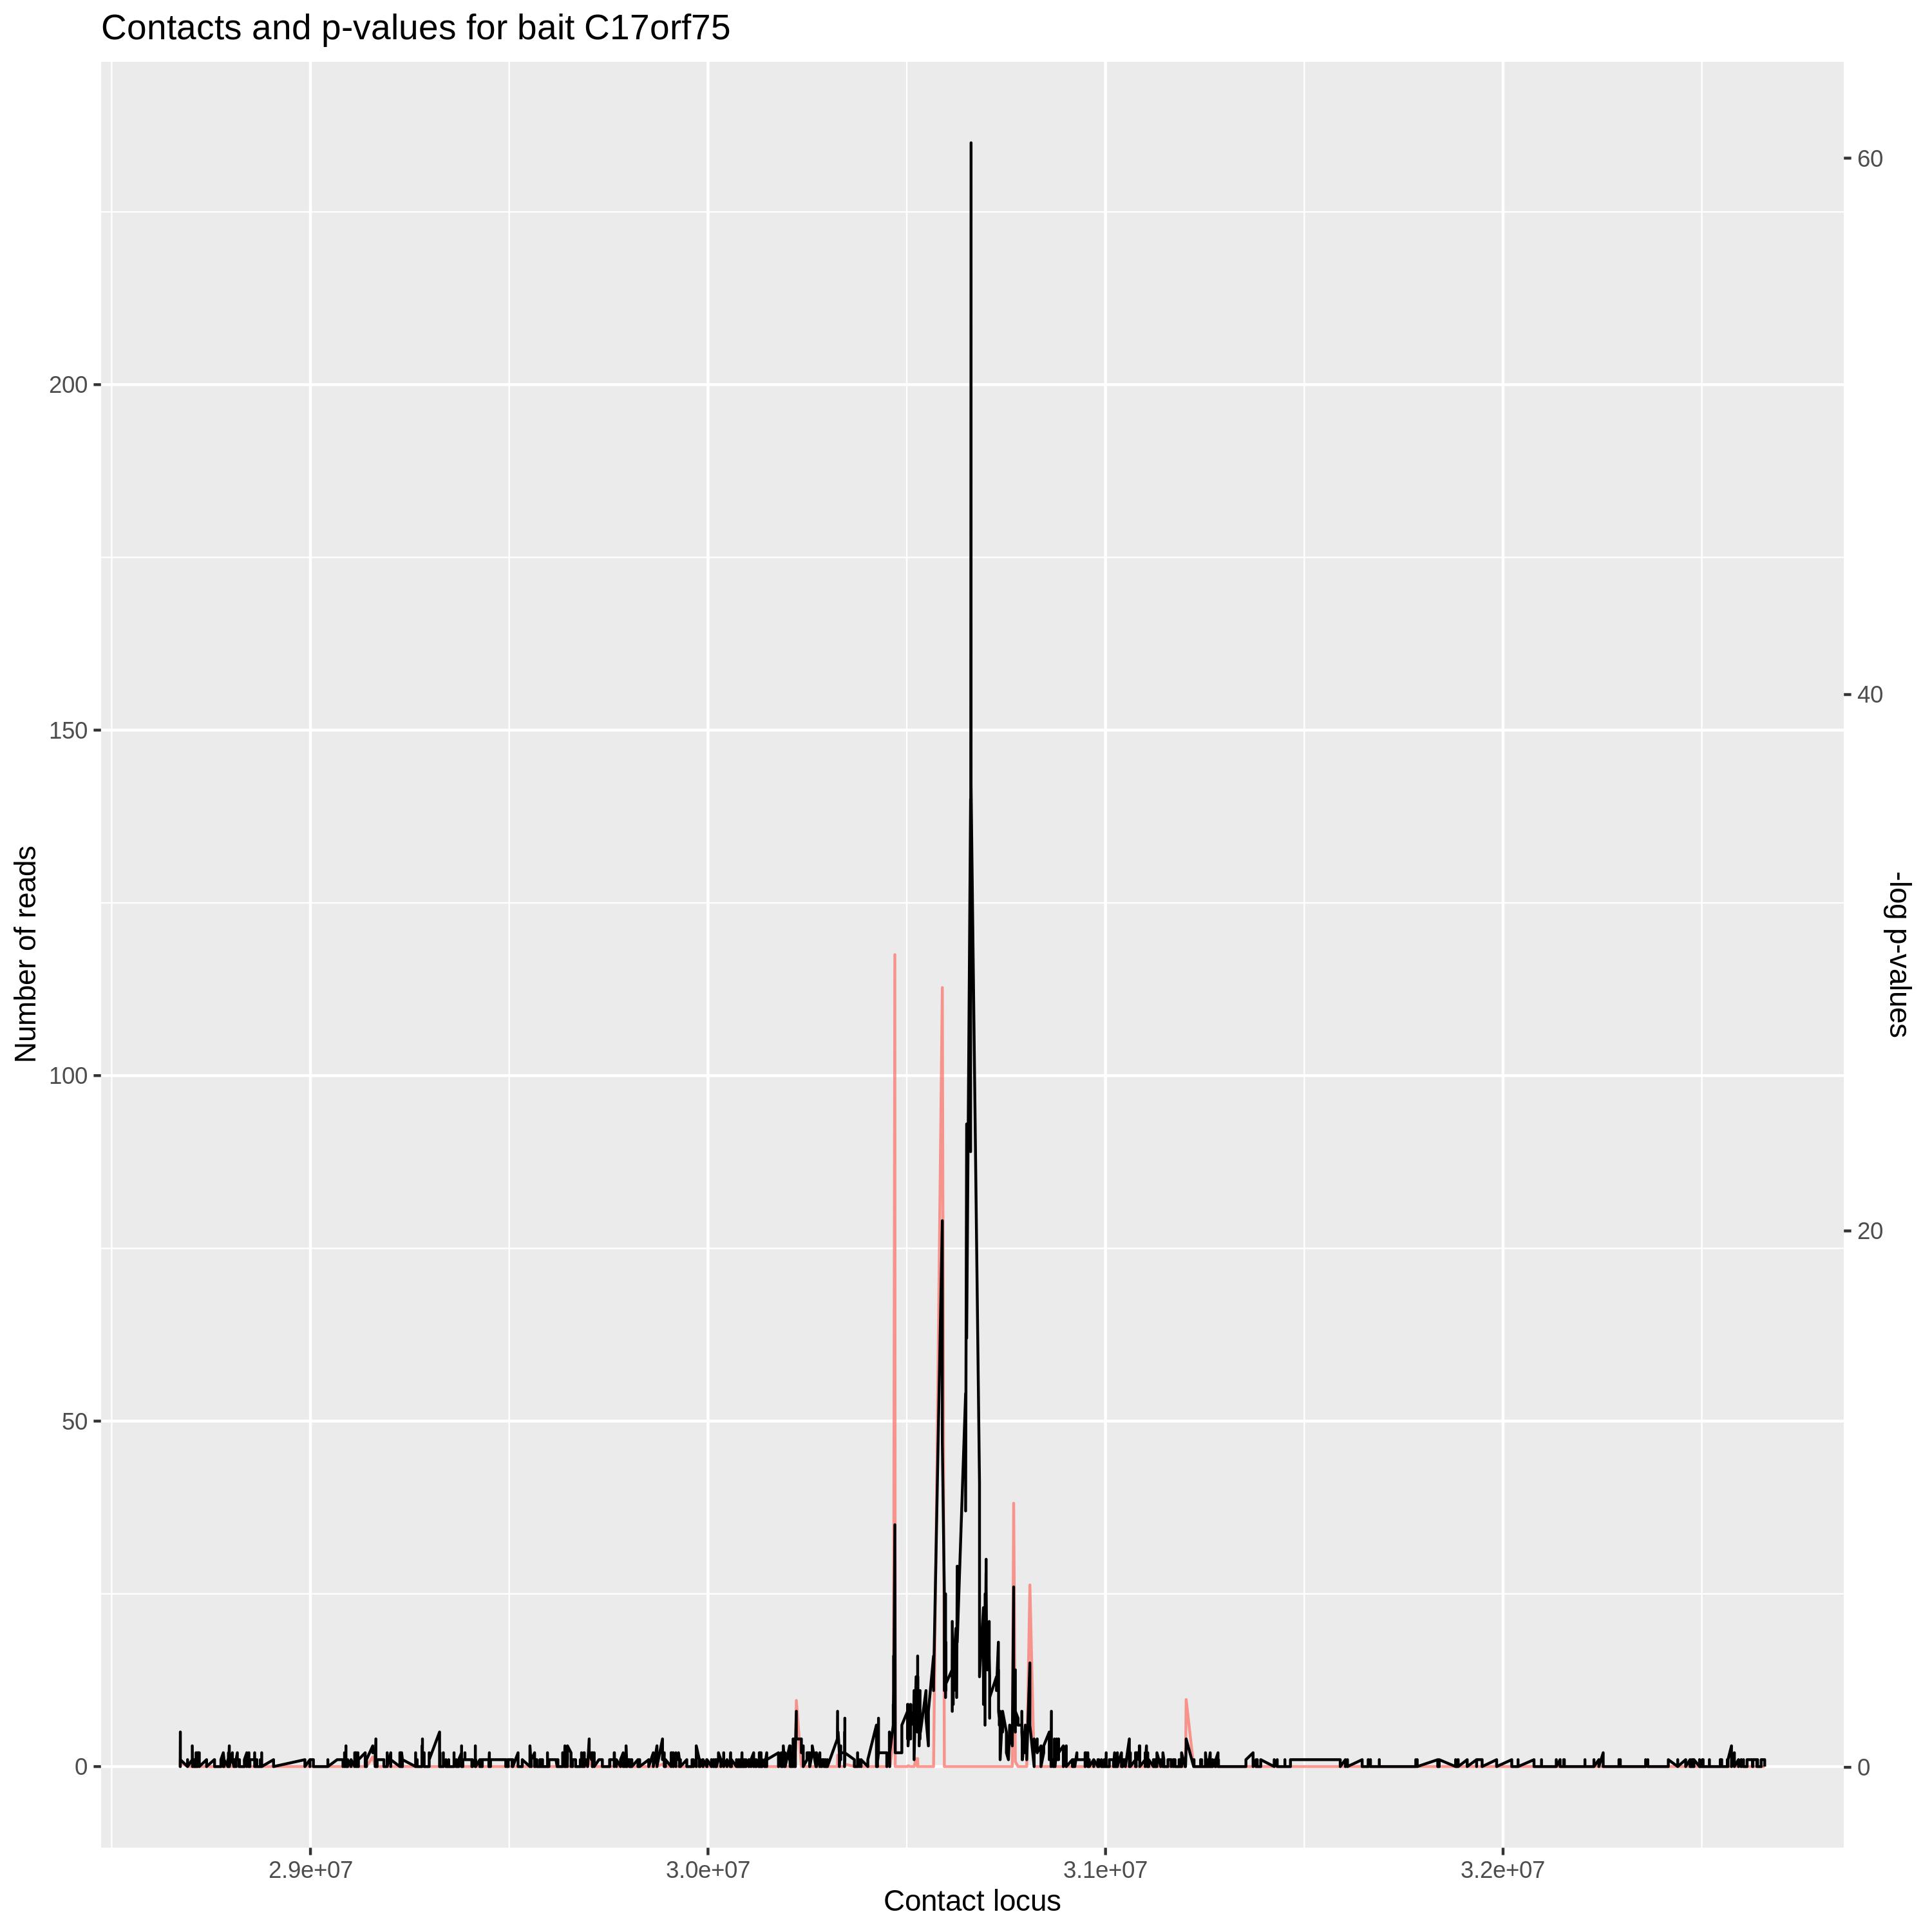 Contacts and p-values for bait C17orf75
Number of reads
200
150
100
50
0
60
40
20
0
-log p-values
2.9e+07 3.0e+07 3.1e+07 3.2e+07
Contact locus